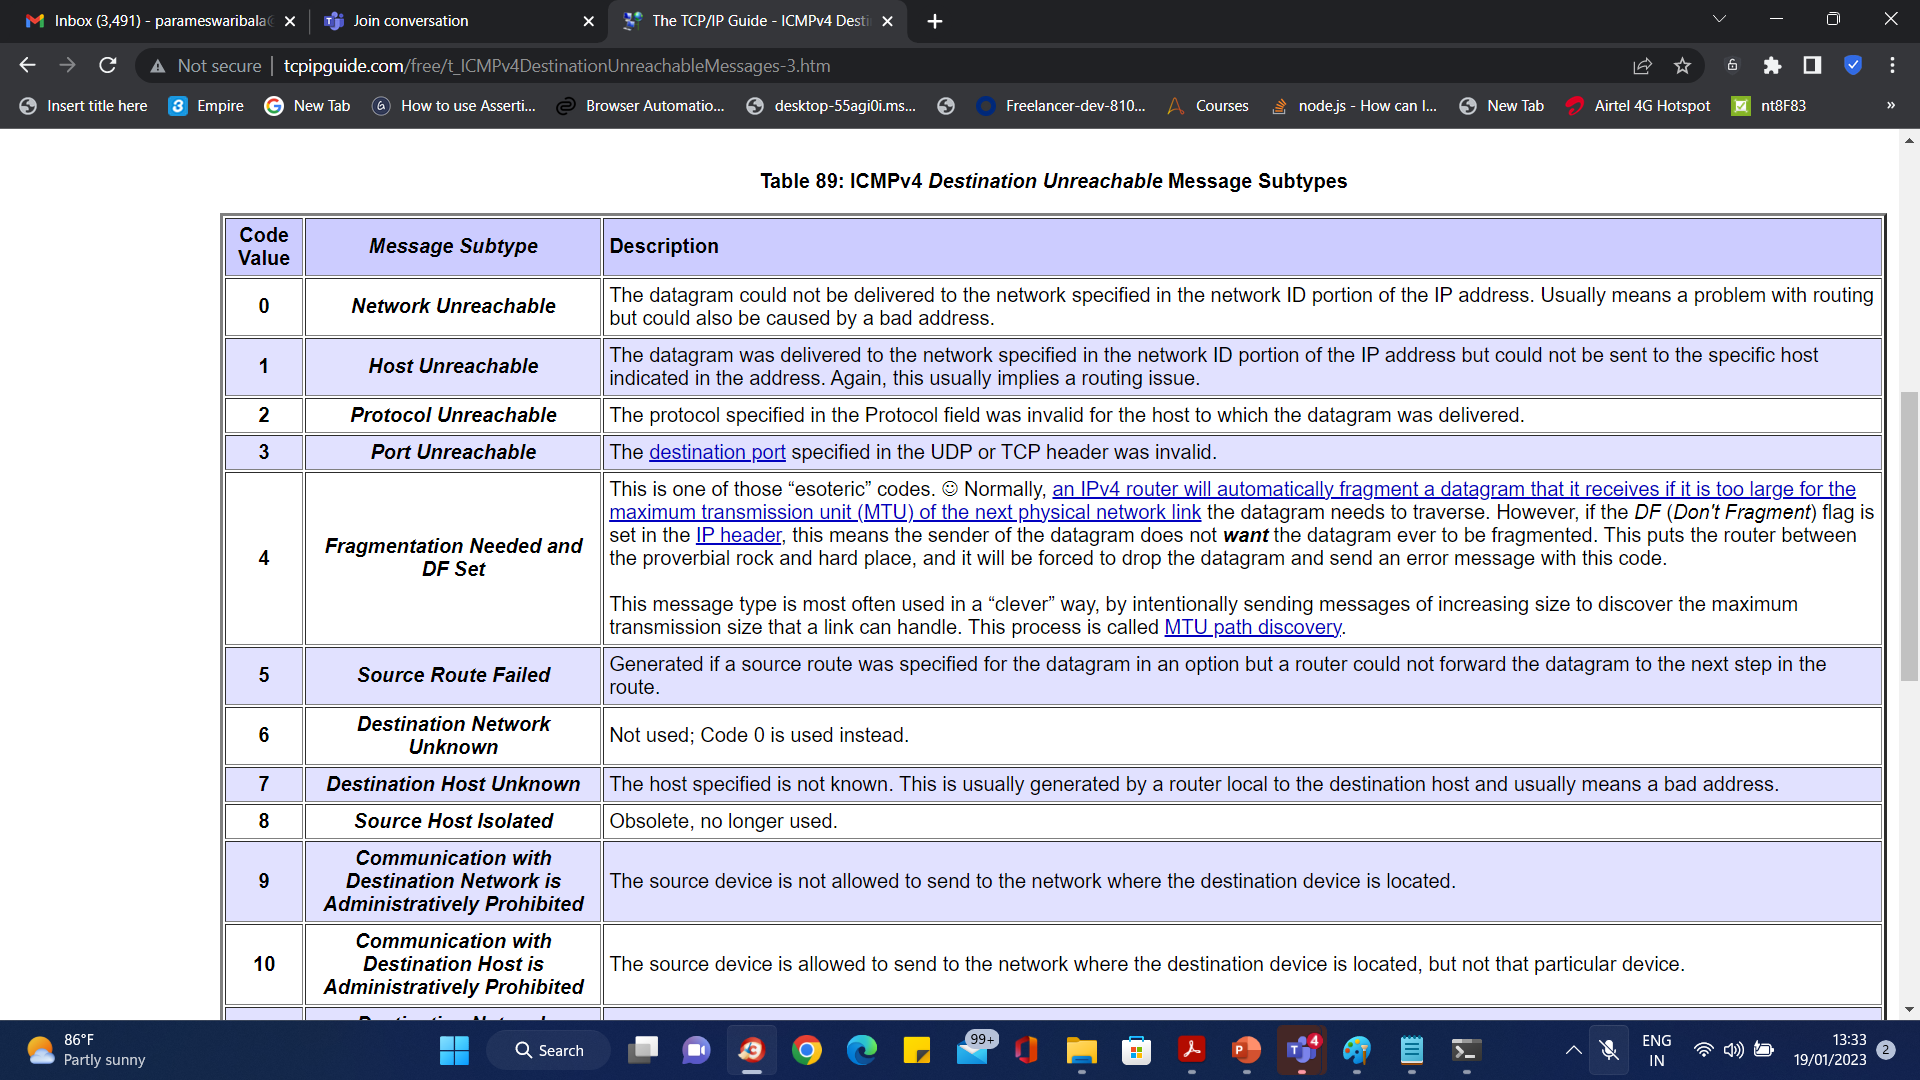 Inbox (3,491) - parameswaribala
Join conversation
The TCP/IP Guide - ICMPv4 Desti
Not secure
tcpipguide.com/free/t_ICMPv4DestinationUnreachableMessages-3.htm
Insert title here
Empire
New Tab
How to use Asserti...
Browser Automatio...
desktop-55agi0i.ms...
Freelancer-dev-810...
Courses
node.js - How can I...
New Tab
Airtel 4G Hotspot
nt8F83
»
Table 89: ICMPv4 Destination Unreachable Message Subtypes
Code
Value
Message Subtype
Description
0
Network Unreachable
The datagram could not be delivered to the network specified in the network ID portion of the IP address. Usually means a problem with routing
but could also be caused by a bad address.
1
Host Unreachable
The datagram was delivered to the network specified in the network ID portion of the IP address but could not be sent to the specific host
indicated in the address. Again, this usually implies a routing issue.
2
Protocol Unreachable
The protocol specified in the Protocol field was invalid for the host to which the datagram was delivered.
3
Port Unreachable
The destination port specified in the UDP or TCP header was invalid.
4
Fragmentation Needed and
DF Set
This is one of those “esoteric” codes. ☺ Normally, an IPv4 router will automatically fragment a datagram that it receives if it is too large for the
maximum transmission unit (MTU) of the next physical network link the datagram needs to traverse. However, if the DF (Don't Fragment) flag is
set in the IP header, this means the sender of the datagram does not want the datagram ever to be fragmented. This puts the router between
the proverbial rock and hard place, and it will be forced to drop the datagram and send an error message with this code.
This message type is most often used in a “clever” way, by intentionally sending messages of increasing size to discover the maximum
transmission size that a link can handle. This process is called MTU path discovery.
5
Source Route Failed
Generated if a source route was specified for the datagram in an option but a router could not forward the datagram to the next step in the
route.
6
Destination Network
Unknown
Not used; Code 0 is used instead.
7
Destination Host Unknown
The host specified is not known. This is usually generated by a router local to the destination host and usually means a bad address.
8
Source Host Isolated
Obsolete, no longer used.
9
Communication with
Destination Network is
Administratively Prohibited
The source device is not allowed to send to the network where the destination device is located.
10
Communication with
Destination Host is
Administratively Prohibited
The source device is allowed to send to the network where the destination device is located, but not that particular device.
86°F
Partly sunny
Search
99+
4
ENG
IN
13:33
19/01/2023
2